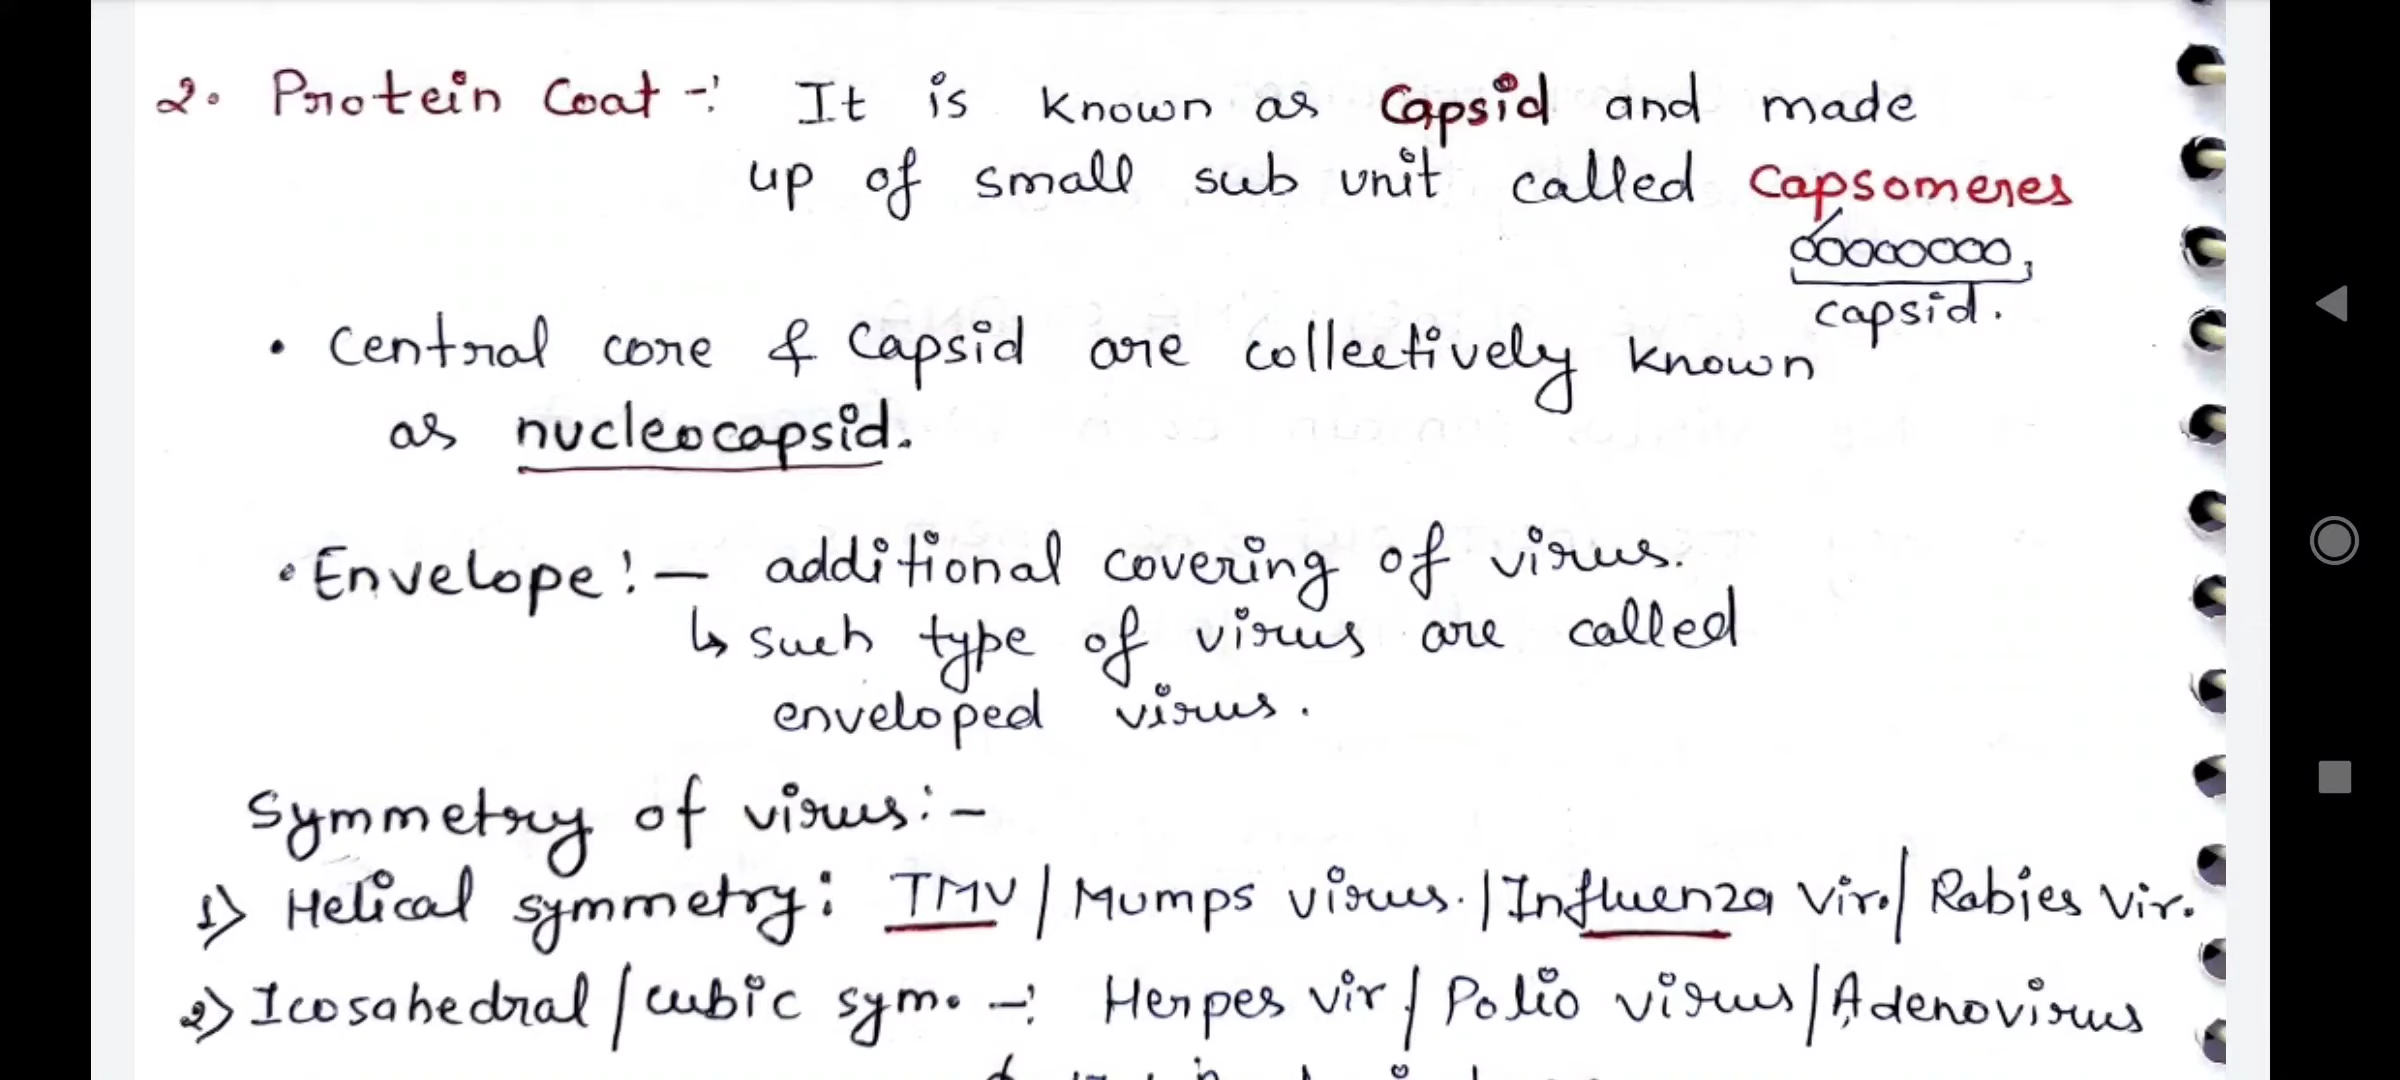 2. Protein Coat -: It is known as Capsid and made
up of small sub unit called Capsomeres
capsid.
• Central core & Capsid are collectively known
as nucleocapsid.
• Envelope :- additional covering of virus.
↳ such type of virus are called
enveloped virus.
Symmetry of virus :-
1) Helical symmetry : TMV / Mumps virus. / Influenza vir. / Rabies vir.
2) Icosahedral / cubic sym. -: Herpes vir / Polio virus / Adenovirus